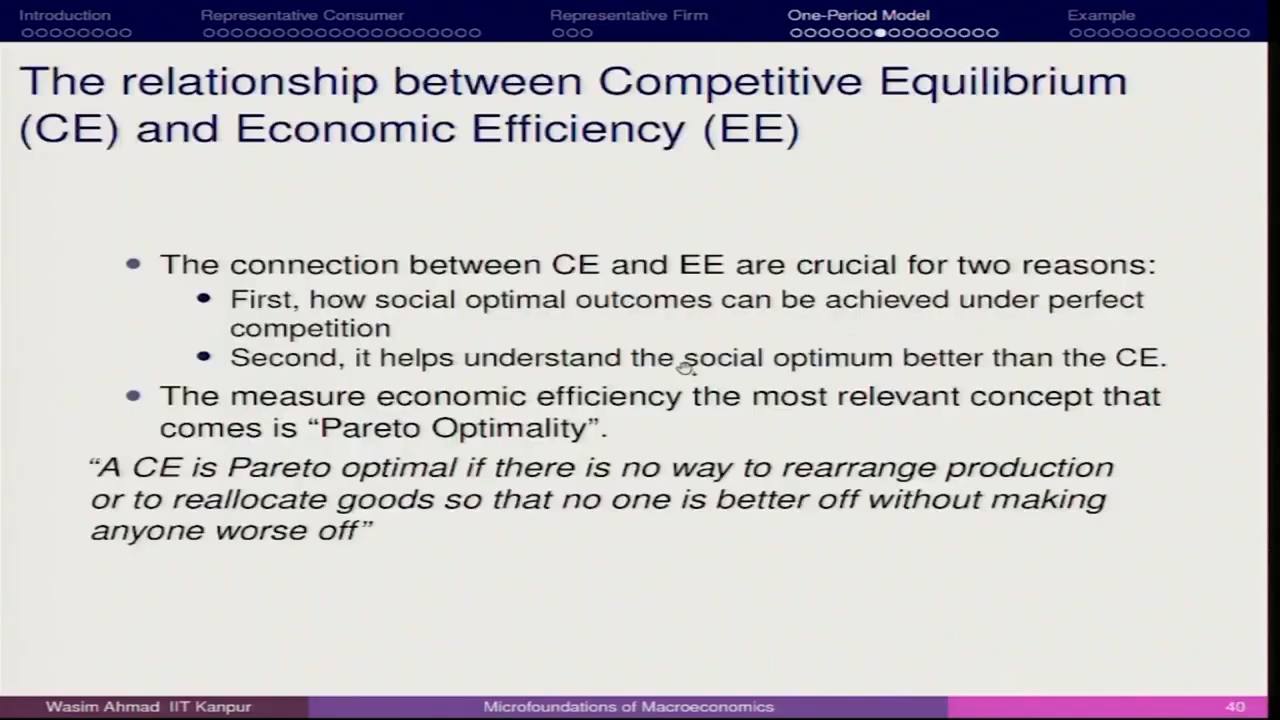 Introduction Representative Consumer Representative Firm One-Period Model Example
The relationship between Competitive Equilibrium
(CE) and Economic Efficiency (EE)
The connection between CE and EE are crucial for two reasons:
First, how social optimal outcomes can be achieved under perfect
competition
Second, it helps understand the social optimum better than the CE.
The measure economic efficiency the most relevant concept that
comes is “Pareto Optimality”.
“A CE is Pareto optimal if there is no way to rearrange production
or to reallocate goods so that no one is better off without making
anyone worse off”
Wasim Ahmad IIT Kanpur Microfoundations of Macroeconomics 40